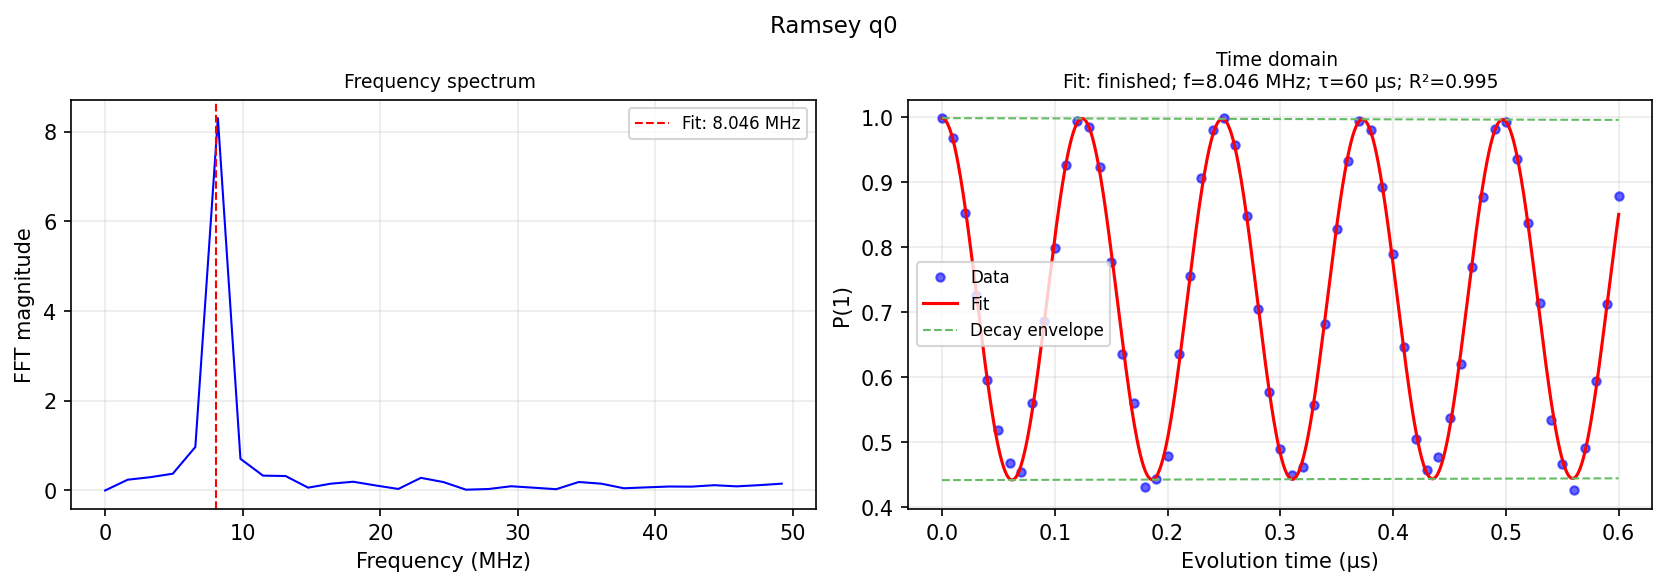 Ramsey q0
Frequency spectrum
Fit: 8.046 MHz
FFT magnitude
8
6
4
2
0
0 10 20 30 40 50
Frequency (MHz)
Time domain
Fit: finished; f=8.046 MHz; τ=60 μs; R²=0.995
Data
Fit
Decay envelope
P(1)
1.0
0.9
0.8
0.7
0.6
0.5
0.4
0.0 0.1 0.2 0.3 0.4 0.5 0.6
Evolution time (μs)